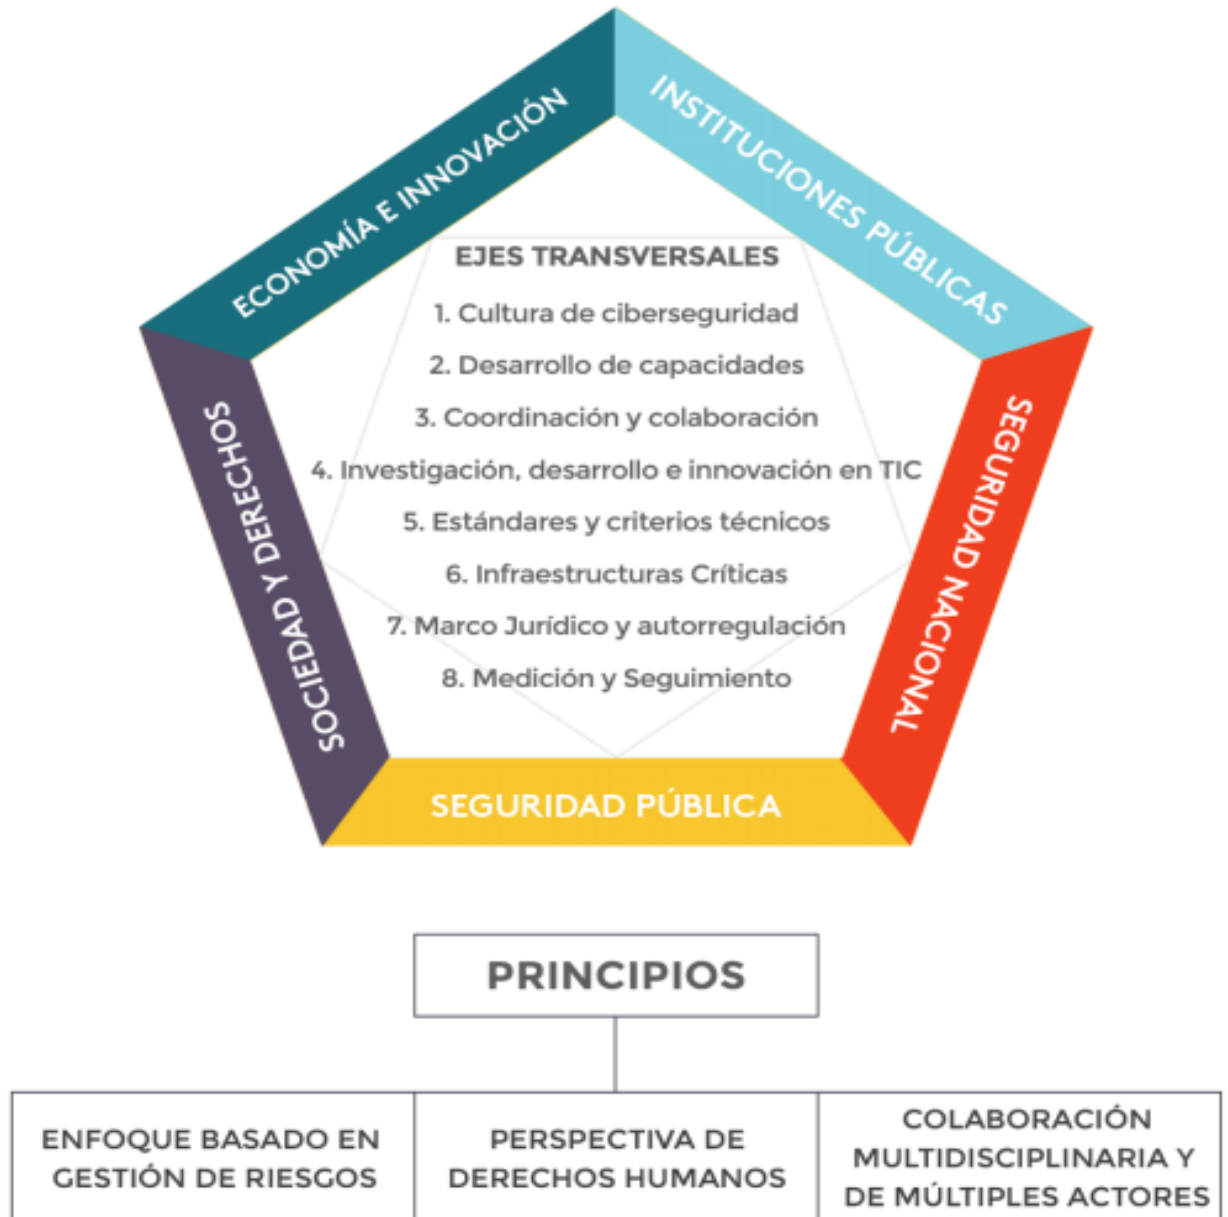 ECONOMÍA E INNOVACIÓN
INSTITUCIONES PÚBLICAS
SEGURIDAD NACIONAL
SEGURIDAD PÚBLICA
SOCIEDAD Y DERECHOS
EJES TRANSVERSALES
1. Cultura de ciberseguridad
2. Desarrollo de capacidades
3. Coordinación y colaboración
4. Investigación, desarrollo e innovación en TIC
5. Estándares y criterios técnicos
6. Infraestructuras Críticas
7. Marco Jurídico y autorregulación
8. Medición y Seguimiento
PRINCIPIOS
ENFOQUE BASADO EN
GESTIÓN DE RIESGOS
PERSPECTIVA DE
DERECHOS HUMANOS
COLABORACIÓN
MULTIDISCIPLINARIA Y
DE MÚLTIPLES ACTORES